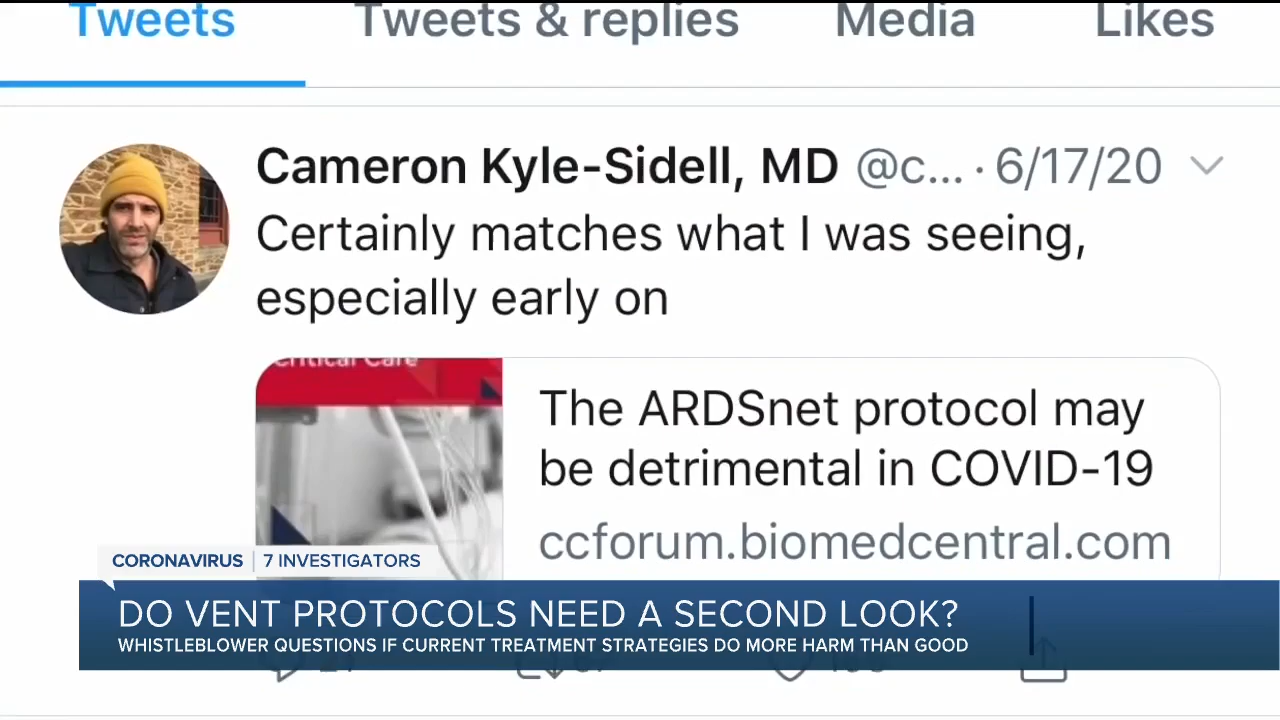 Tweets Tweets & replies Media Likes
Cameron Kyle-Sidell, MD @c... · 6/17/20
Certainly matches what I was seeing,
especially early on
Critical Care
The ARDSnet protocol may
be detrimental in COVID-19
ccforum.biomedcentral.com
CORONAVIRUS | 7 INVESTIGATORS
DO VENT PROTOCOLS NEED A SECOND LOOK?
WHISTLEBLOWER QUESTIONS IF CURRENT TREATMENT STRATEGIES DO MORE HARM THAN GOOD